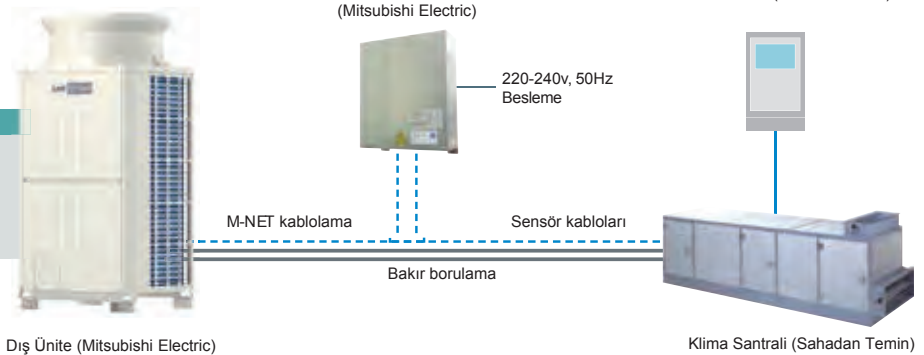 (Mitsubishi Electric)
220-240v, 50Hz
Besleme
M-NET kablolama
Sensör kabloları
Bakır borulama
Dış Ünite (Mitsubishi Electric)
Klima Santrali (Sahadan Temin)